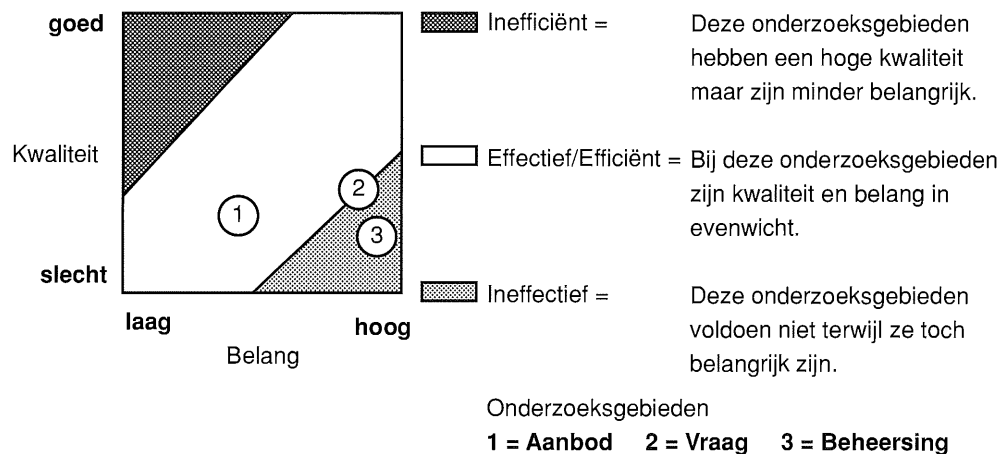 goed
Kwaliteit
slecht
laag
hoog
Belang
1
2
3
Inefficiënt = Deze onderzoeksgebieden
hebben een hoge kwaliteit
maar zijn minder belangrijk.
Effectief/Efficiënt = Bij deze onderzoeksgebieden
zijn kwaliteit en belang in
evenwicht.
Ineffectief = Deze onderzoeksgebieden
voldoen niet terwijl ze toch
belangrijk zijn.
Onderzoeksgebieden
1 = Aanbod 2 = Vraag 3 = Beheersing